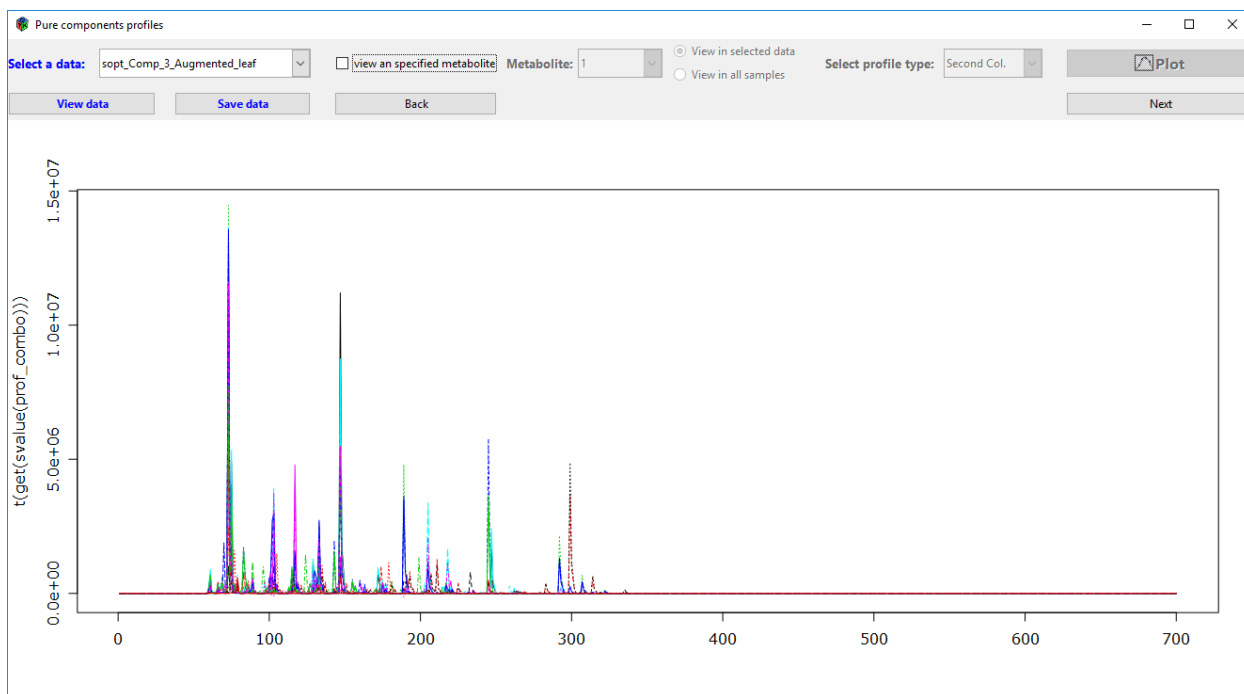 Pure components profiles
Select a data: sopt_Comp_3_Augmented_leaf view an specified metabolite Metabolite: 1 View in selected data Select profile type: Second Col. Plot
View in all samples
View data Save data Back Next
t(get(svalue(prof_combo)))
1.5e+07
1.0e+07
5.0e+06
0.0e+00
0 100 200 300 400 500 600 700